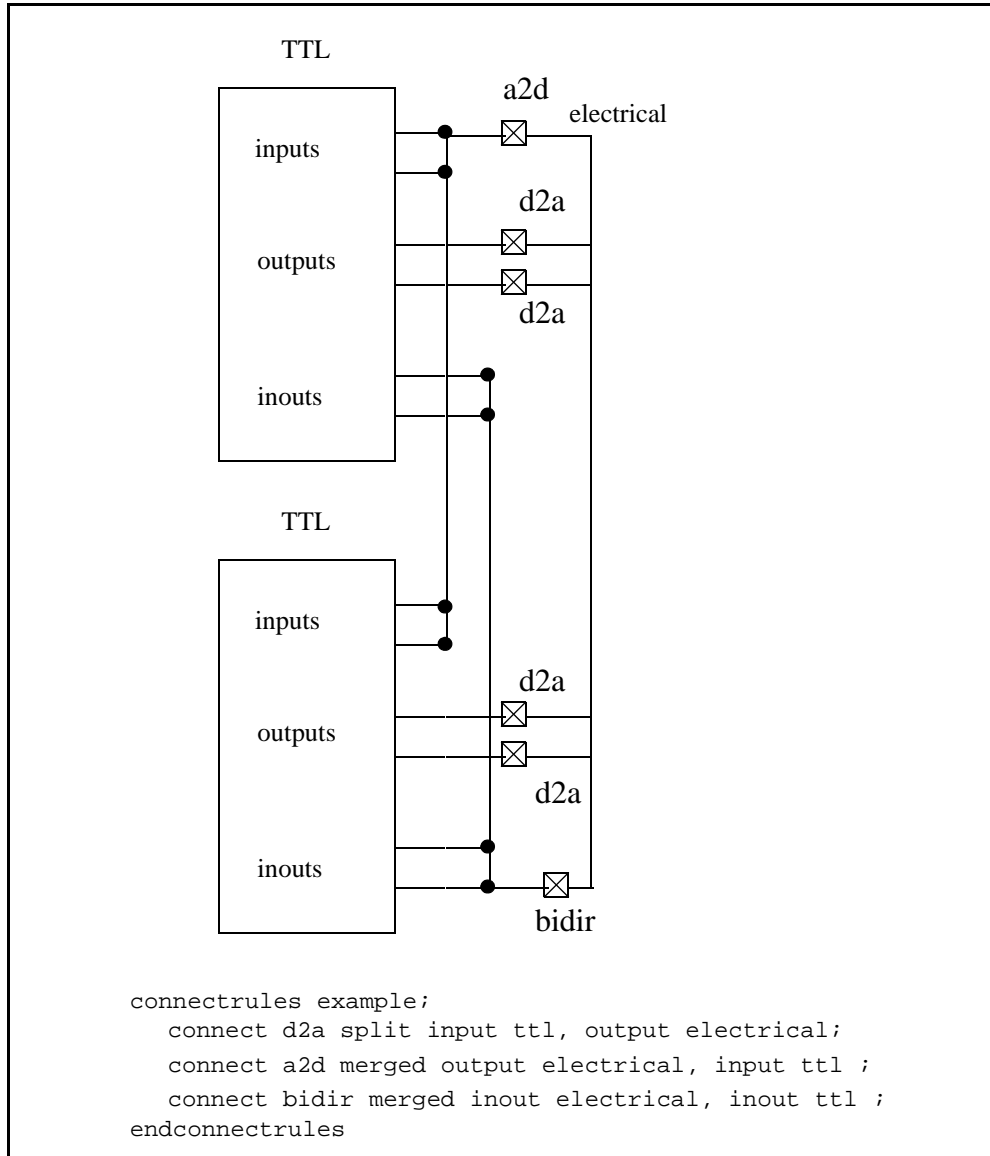 TTL
a2d
electrical
inputs
d2a
outputs
d2a
inouts
TTL
inputs
d2a
outputs
d2a
inouts
bidir
connectrules example;
connect d2a split input ttl, output electrical;
connect a2d merged output electrical, input ttl ;
connect bidir merged inout electrical, inout ttl ;
endconnectrules